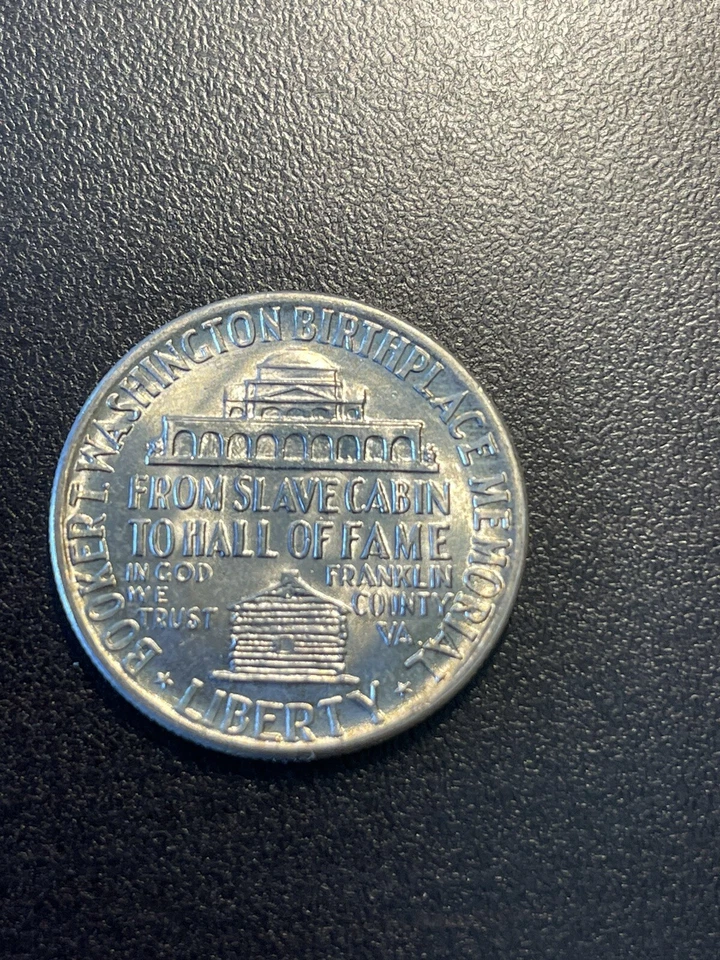 BOOKER T. WASHINGTON BIRTHPLACE MEMORIAL
FROM SLAVE CABIN
TO HALL OF FAME
IN GOD
WE
TRUST
FRANKLIN
COUNTY
VA.
LIBERTY